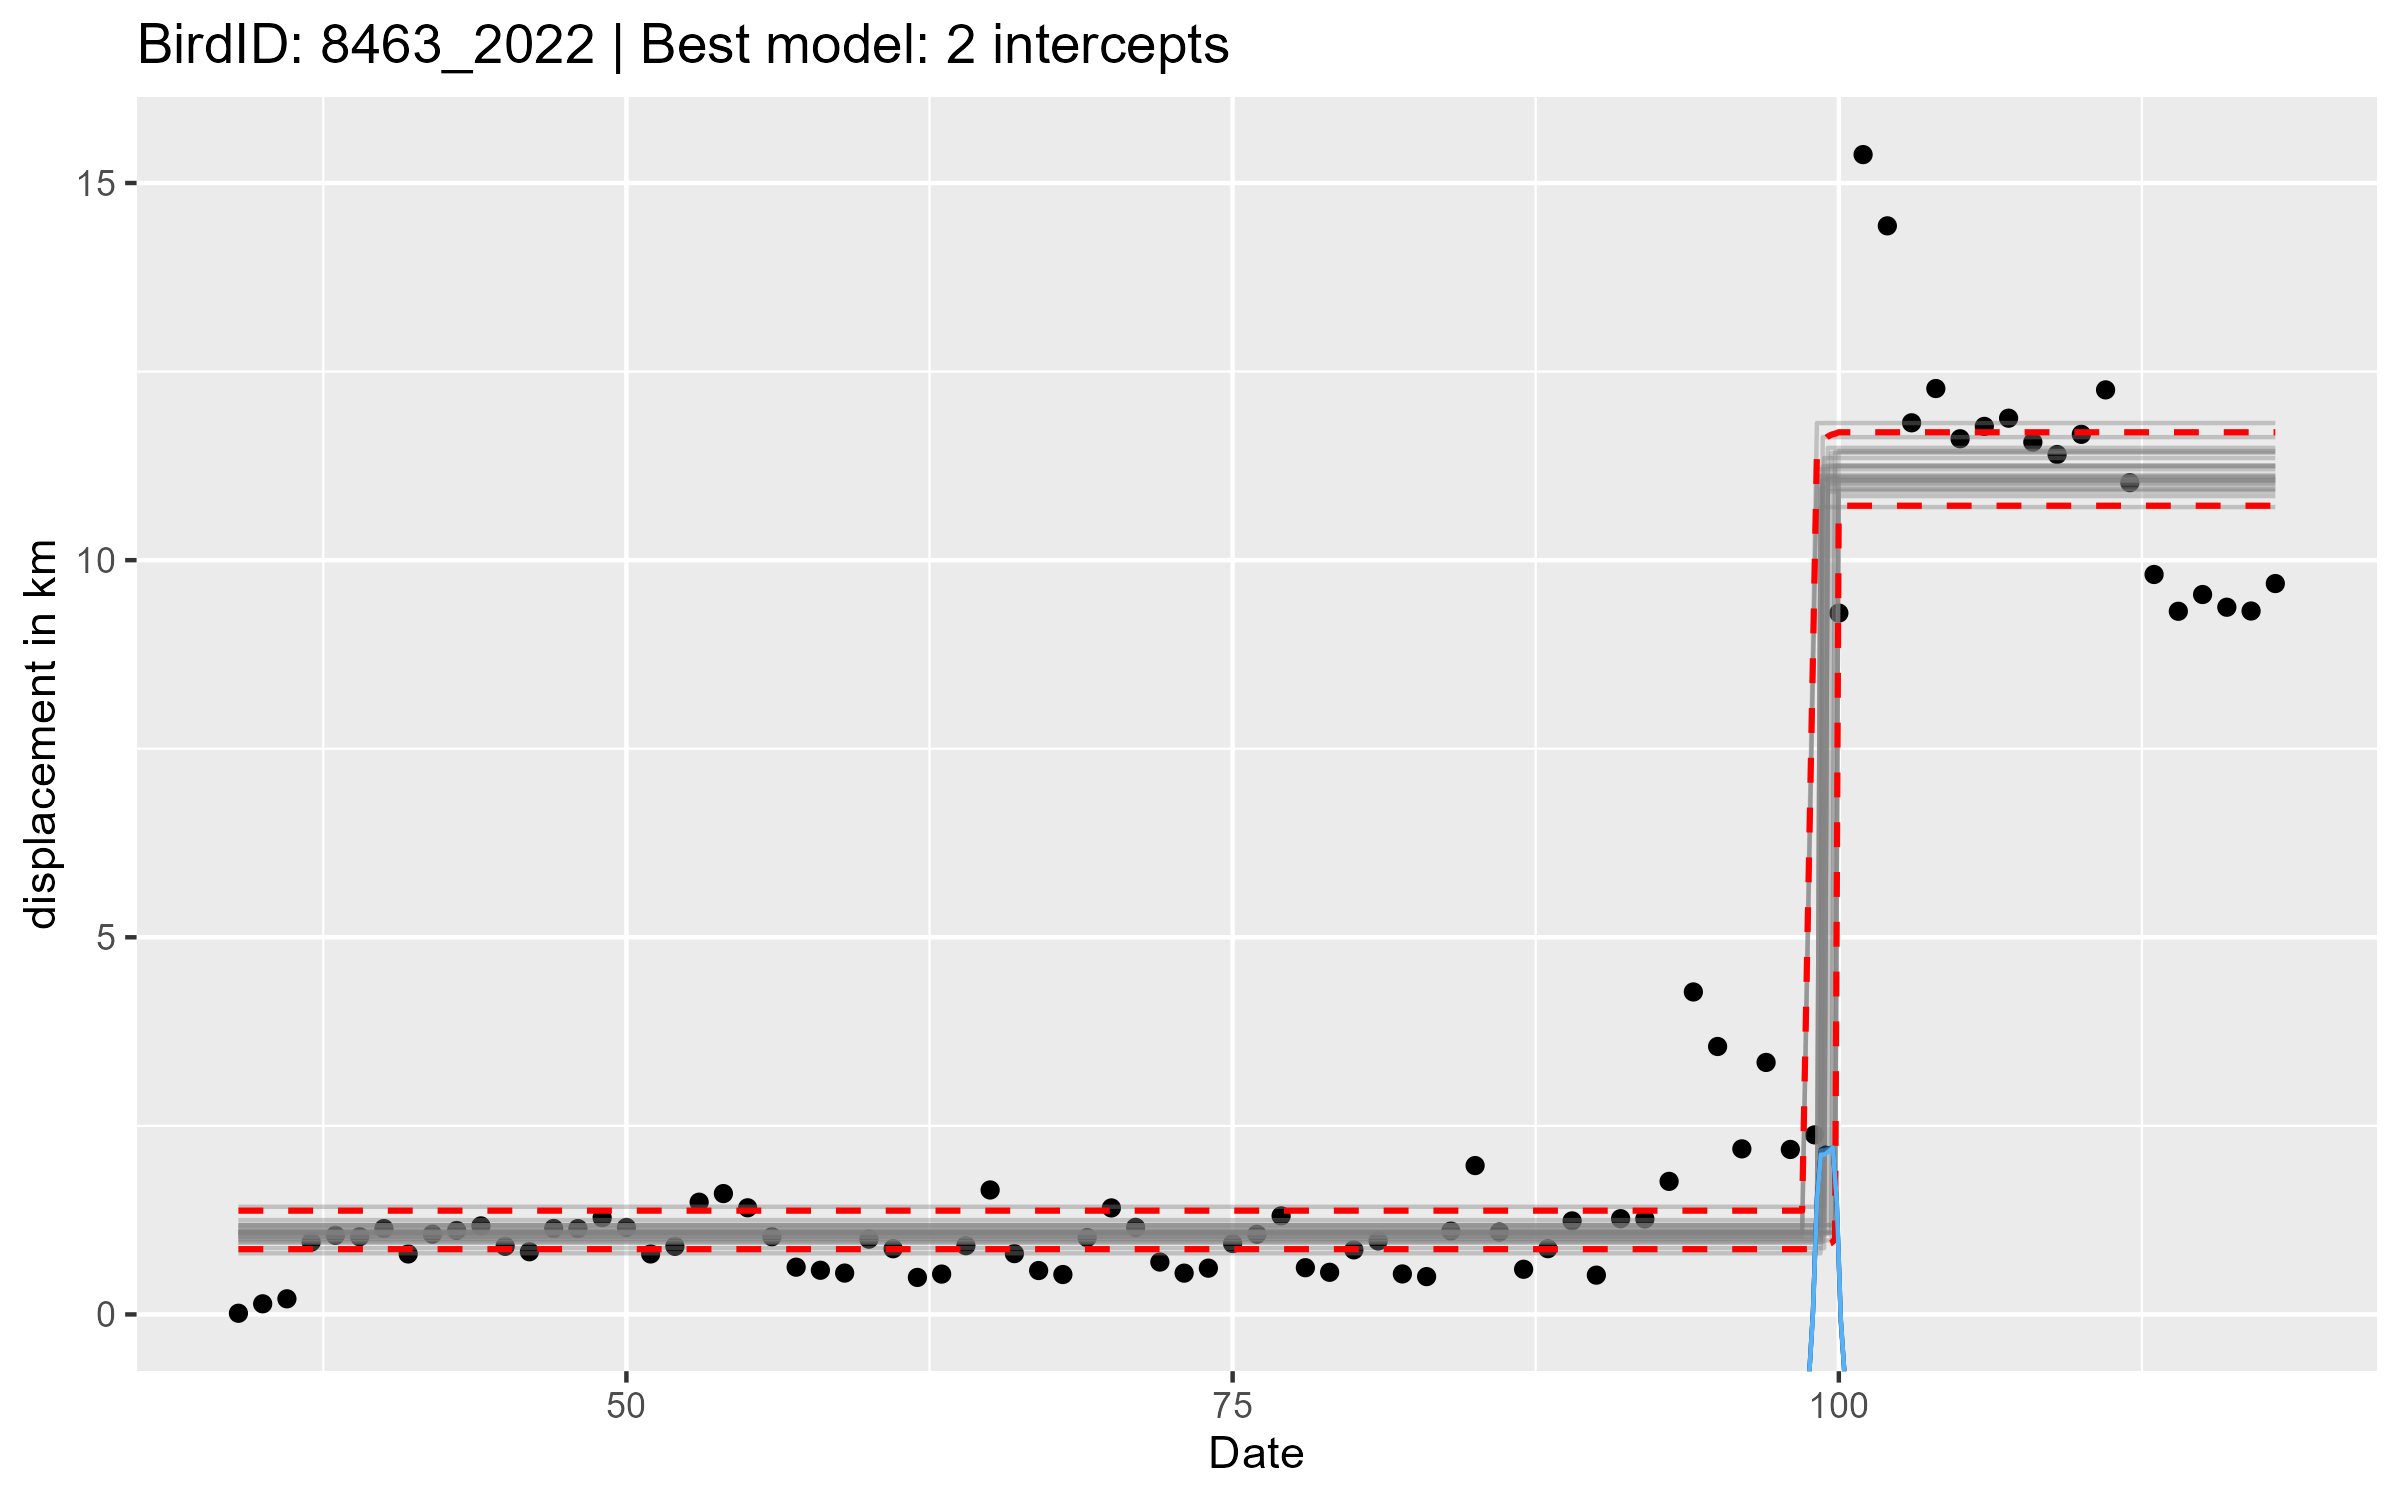 BirdID: 8463_2022 | Best model: 2 intercepts
15
10
5
0
displacement in km
50
75
100
Date